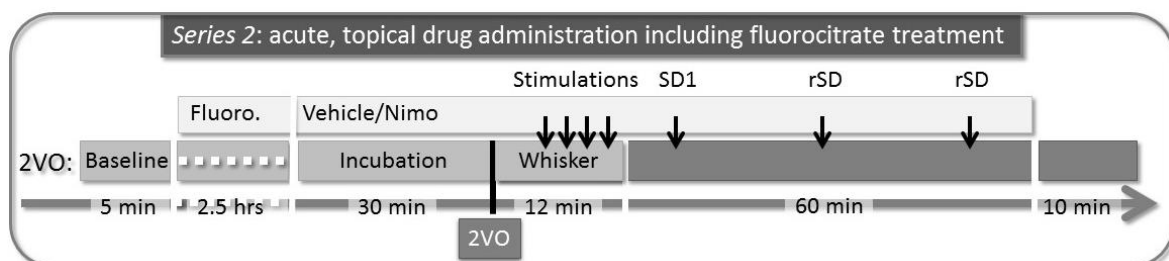 Series 2: acute, topical drug administration including fluorocitrate treatment
Stimulations SD1 rSD rSD
Fluoro. Vehicle/Nimo
2VO: Baseline Incubation Whisker
5 min 2.5 hrs 30 min 12 min 60 min 10 min
2VO